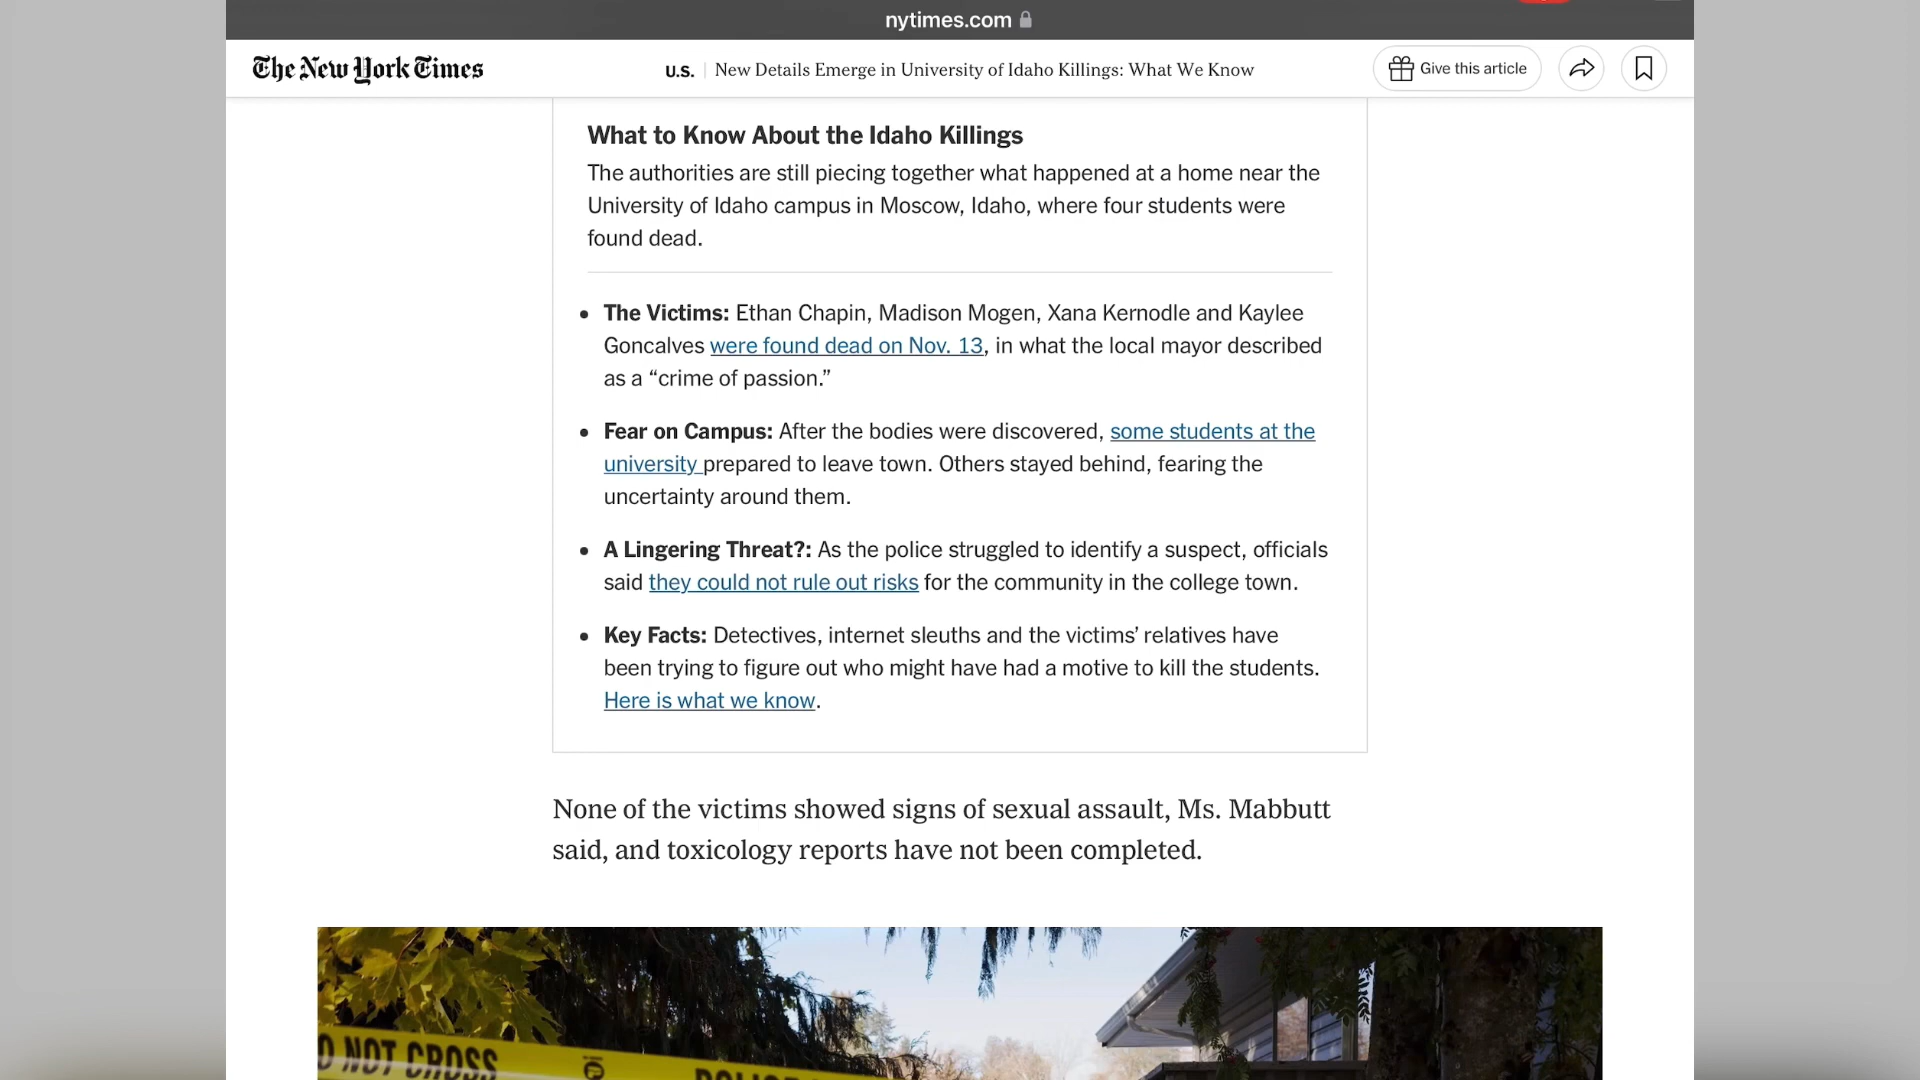 nytimes.com
The New York Times
U.S. New Details Emerge in University of Idaho Killings: What We Know
Give this article
What to Know About the Idaho Killings
The authorities are still piecing together what happened at a home near the
University of Idaho campus in Moscow, Idaho, where four students were
found dead.
The Victims: Ethan Chapin, Madison Mogen, Xana Kernodle and Kaylee
Goncalves were found dead on Nov. 13, in what the local mayor described
as a “crime of passion.”
Fear on Campus: After the bodies were discovered, some students at the
university prepared to leave town. Others stayed behind, fearing the
uncertainty around them.
A Lingering Threat?: As the police struggled to identify a suspect, officials
said they could not rule out risks for the community in the college town.
Key Facts: Detectives, internet sleuths and the victims’ relatives have
been trying to figure out who might have had a motive to kill the students.
Here is what we know.
None of the victims showed signs of sexual assault, Ms. Mabbutt
said, and toxicology reports have not been completed.
NOT CROSS